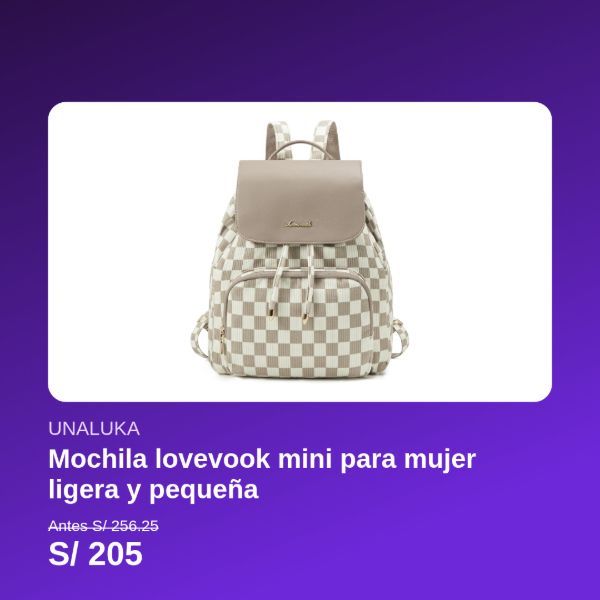 UNALUKA
Mochila lovevook mini para mujer
ligera y pequeña
Antes S/ 256.25
S/ 205